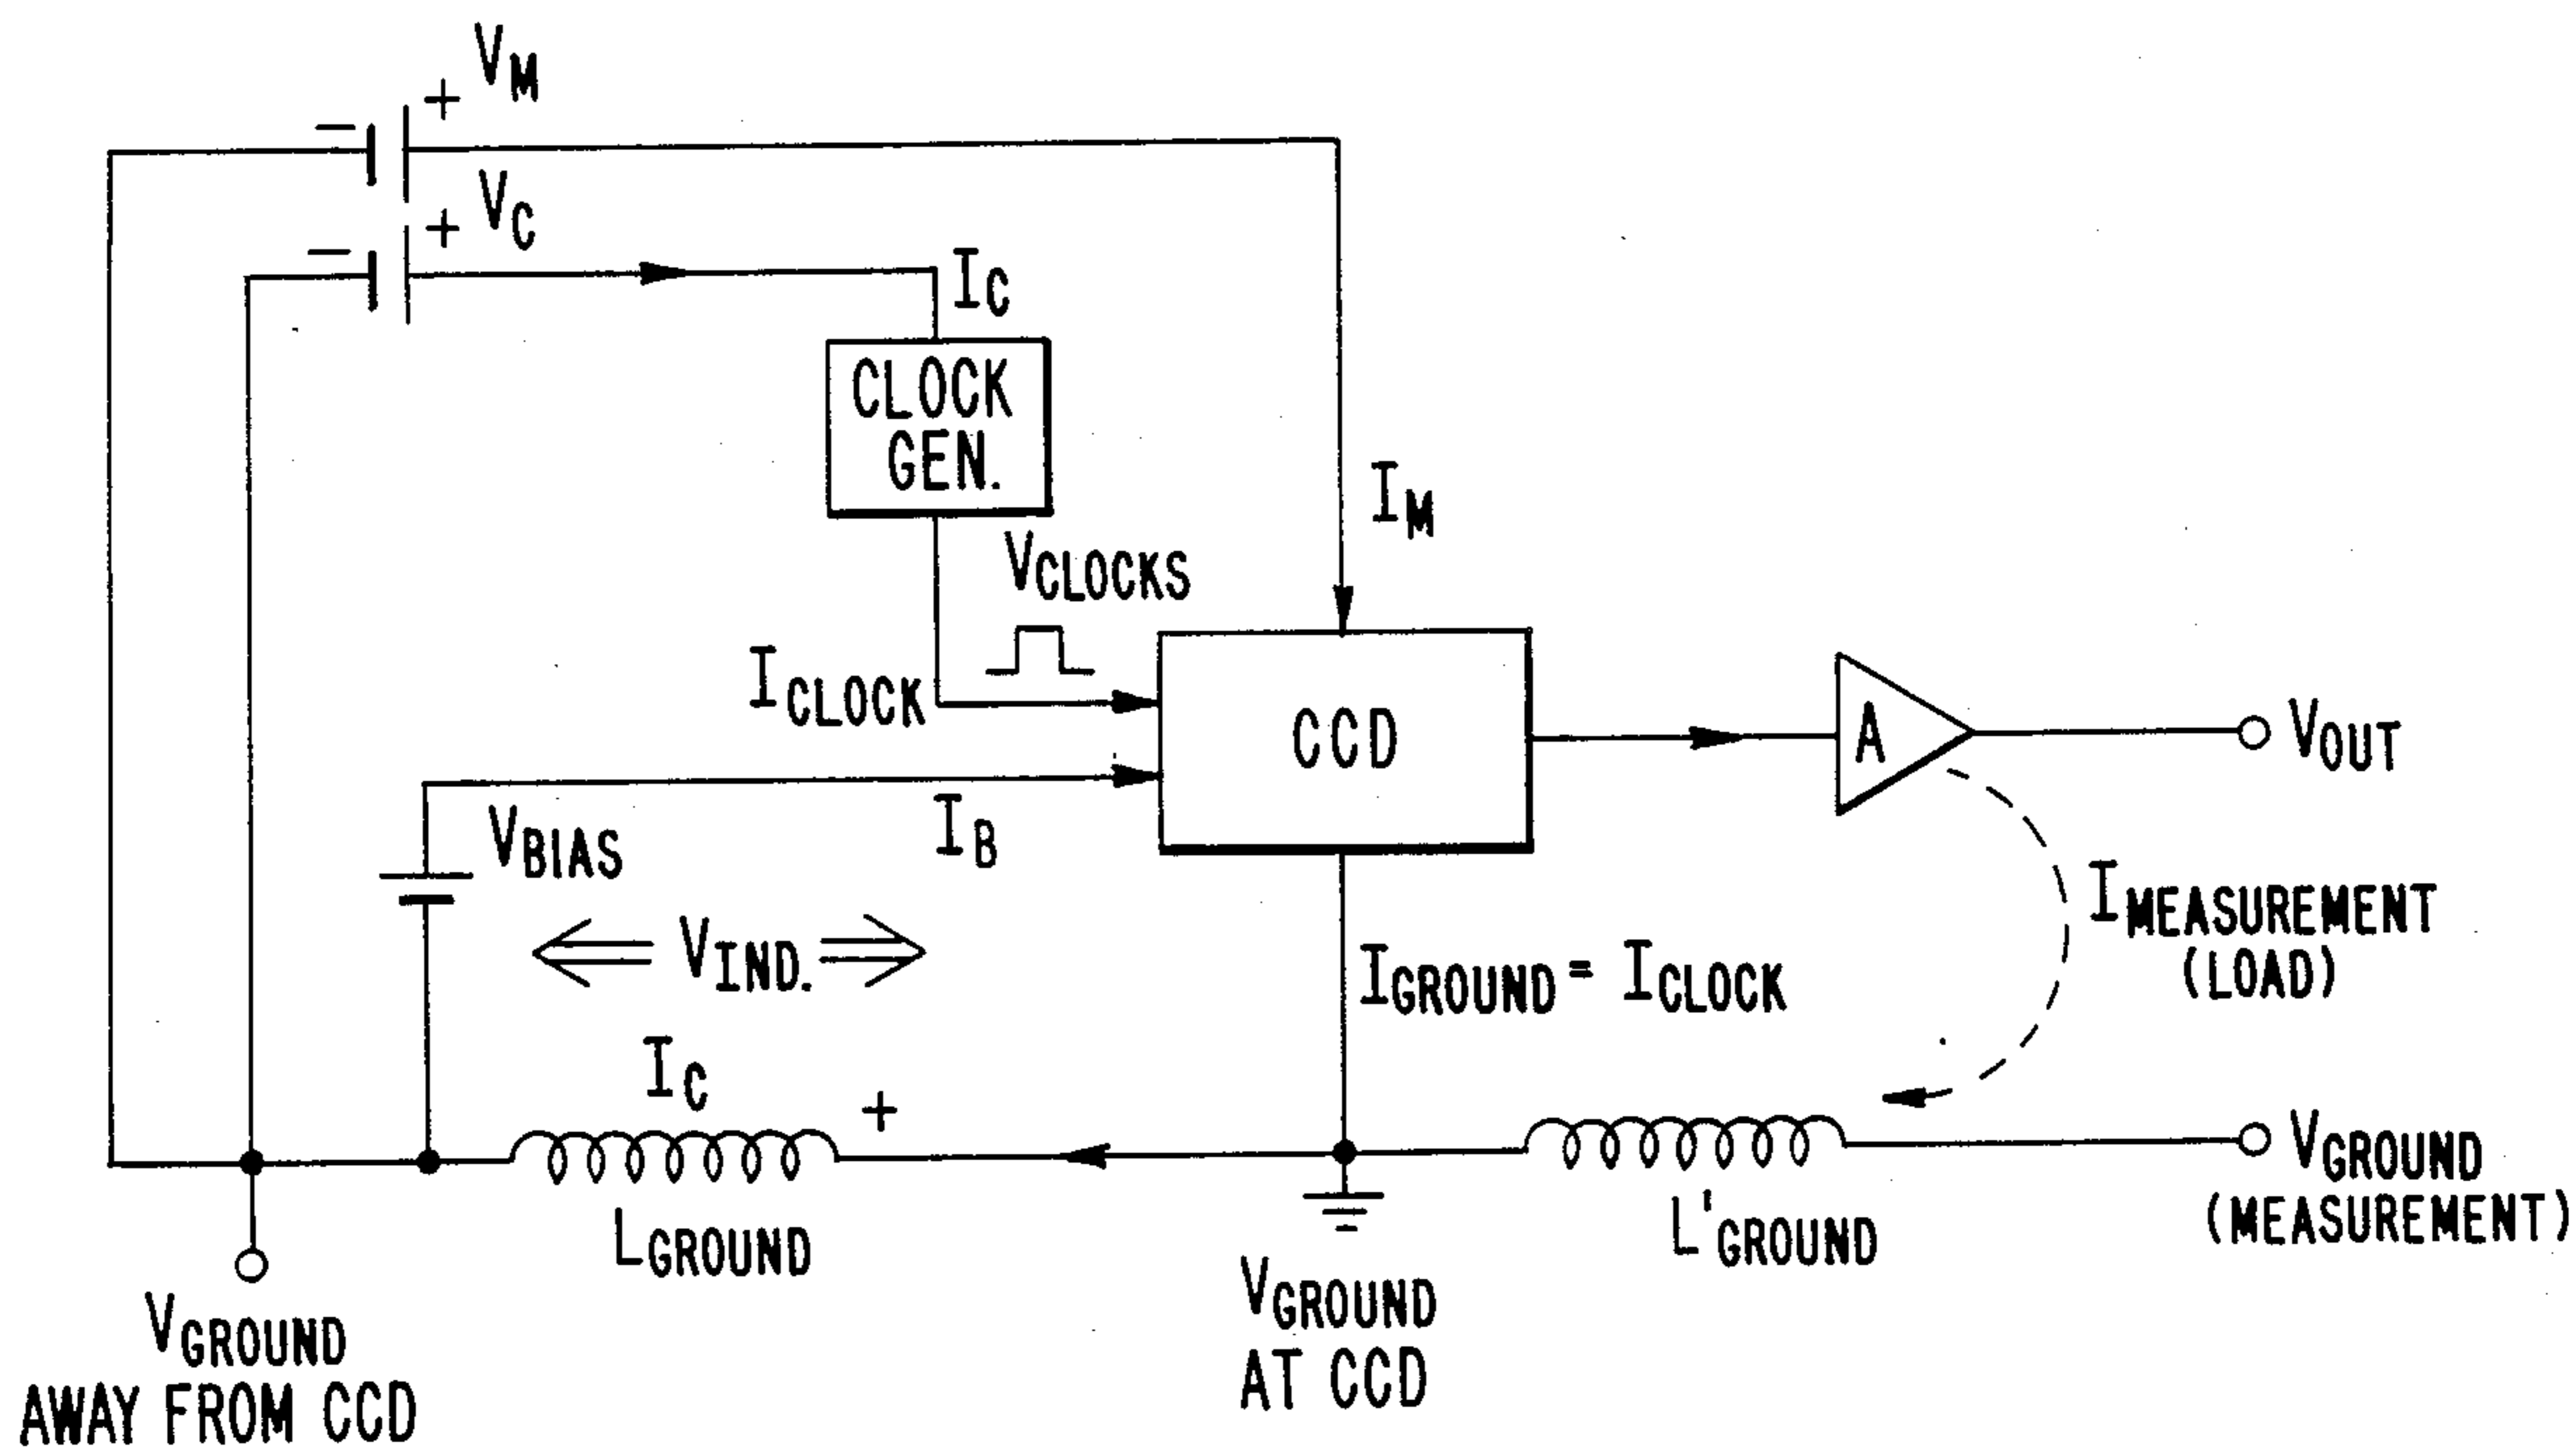 V_M
+
−
V_C
+
−
I_C
CLOCK
GEN.
I_M
V_CLOCKS
I_CLOCK
CCD
A
V_OUT
I_B
V_BIAS
V_IND.
I_MEASUREMENT
(LOAD)
I_GROUND = I_CLOCK
I_C
+
L_GROUND
L'_GROUND
V_GROUND
(MEASUREMENT)
V_GROUND
AT CCD
V_GROUND
AWAY FROM CCD